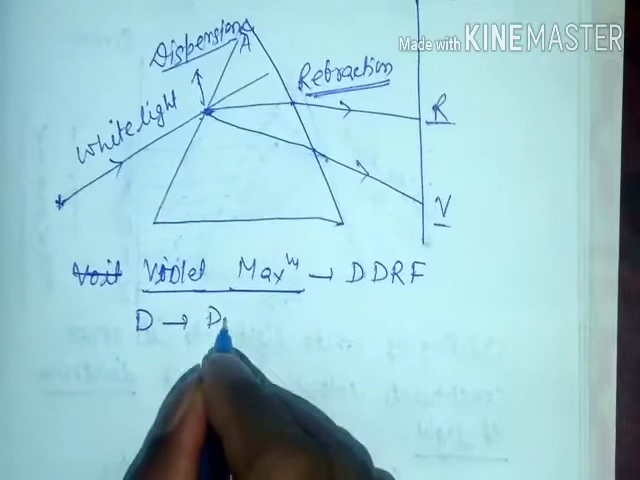 Made with KINEMASTER
Dispersion
A
Refraction
White light
R
V
Voil Violet Max^m → DDRF
D → D